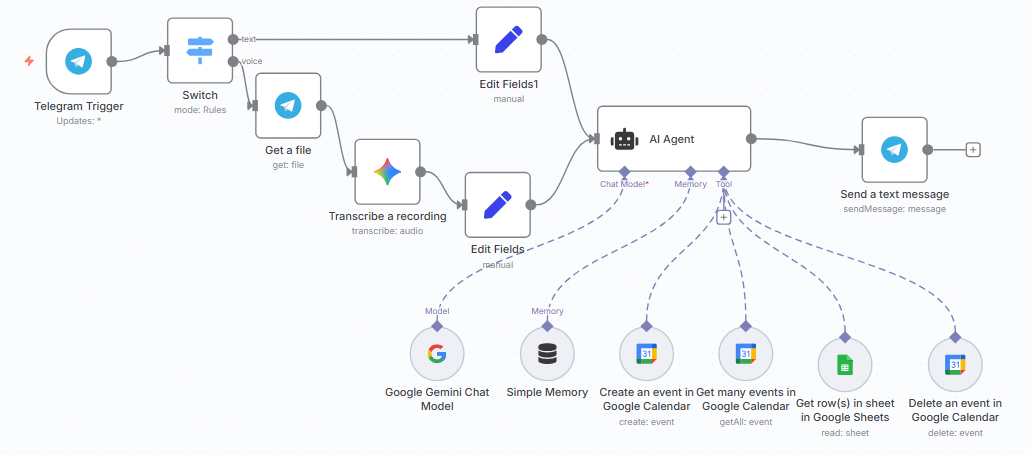 Telegram Trigger
Updates: *
Switch
mode: Rules
text
voice
Get a file
get: file
Transcribe a recording
transcribe: audio
Edit Fields1
manual
Edit Fields
manual
AI Agent
Chat Model*
Memory
Tool
Send a text message
sendMessage: message
Model
Google Gemini Chat
Model
Memory
Simple Memory
31
Create an event in
Google Calendar
create: event
31
Get many events in
Google Calendar
getAll: event
Get row(s) in sheet
in Google Sheets
read: sheet
31
Delete an event in
Google Calendar
delete: event